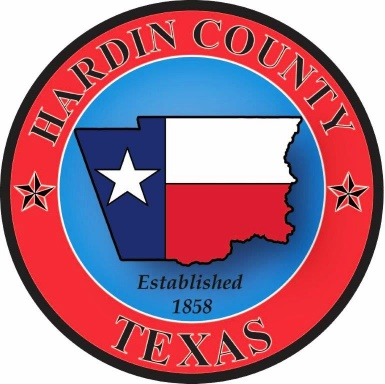 HARDIN COUNTY
Established
1858
TEXAS